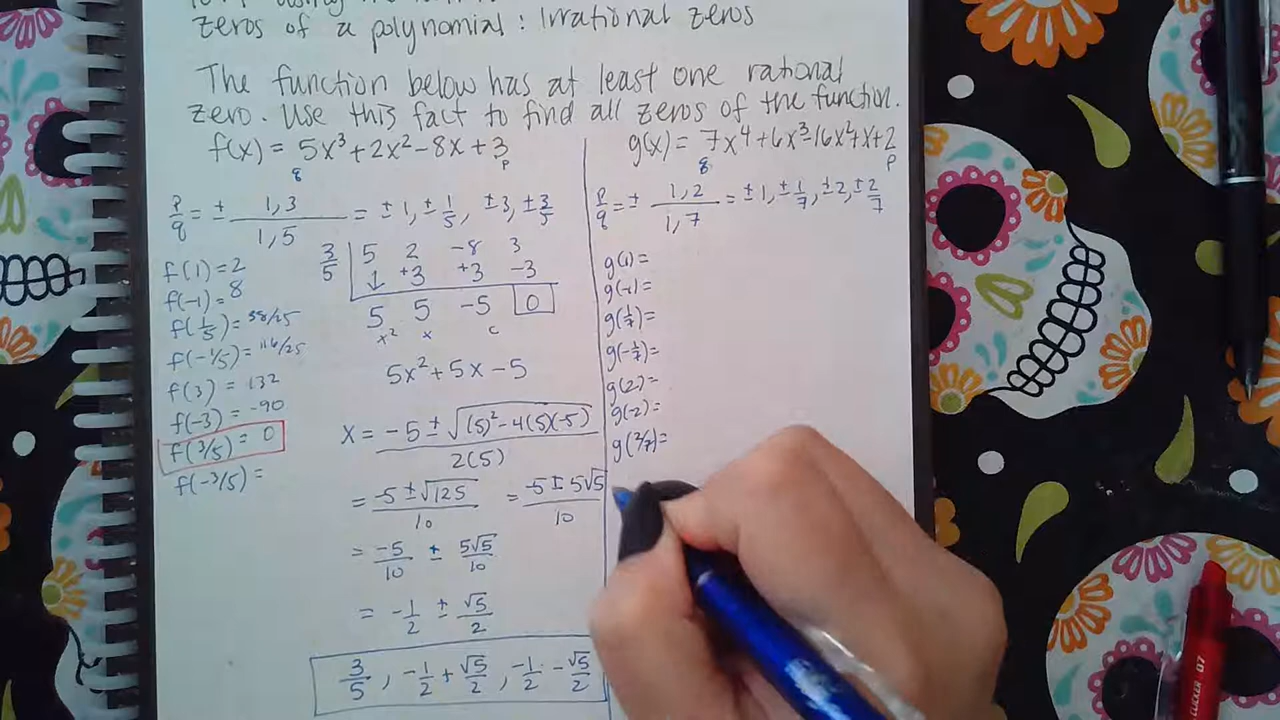 zeros of a polynomial: Irrational zeros
The function below has at least one rational
zero. Use this fact to find all zeros of the function.
f(x) = 5x³+2x²-8x+3
q p
p/q = ± 1,3/1,5 = ±1, ±1/5, ±3, ±3/5
f(1)=2
f(-1)=8
f(1/5)=38/25
f(-1/5)=116/25
f(3)=132
f(-3)=-90
f(3/5)=0
f(-3/5)=
3/5 | 5 2 -8 3
↓ +3 +3 -3
5 5 -5 0
x² x c
5x²+5x-5
x = -5±√(5)²-4(5)(-5) / 2(5)
= -5±√125 / 10 = -5±5√5 / 10
= -5/10 ± 5√5/10
= -1/2 ± √5/2
3/5, -1/2 + √5/2, -1/2 - √5/2
g(x) = 7x⁴+6x³-16x²+x+2
q p
p/q = ± 1,2/1,7 = ±1, ±1/7, ±2, ±2/7
g(1)=
g(-1)=
g(1/7)=
g(-1/7)=
g(2)=
g(-2)=
g(2/7)=
CLICKER 07